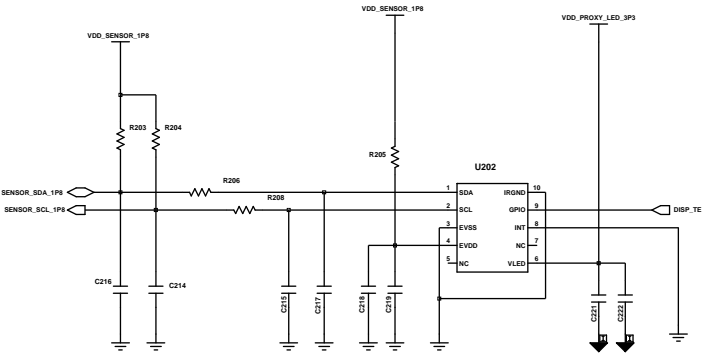 VDD_SENSOR_1P8
VDD_SENSOR_1P8
VDD_PROXY_LED_3P3
R203
R204
R205
U202
R206
R208
SENSOR_SDA_1P8
SENSOR_SCL_1P8
1 SDA IRGND 10
2 SCL GPIO 9
3 EVSS INT 8
4 EVDD NC 7
5 NC VLED 6
DISP_TE
C216
C214
C215
C217
C218
C219
C221
C222